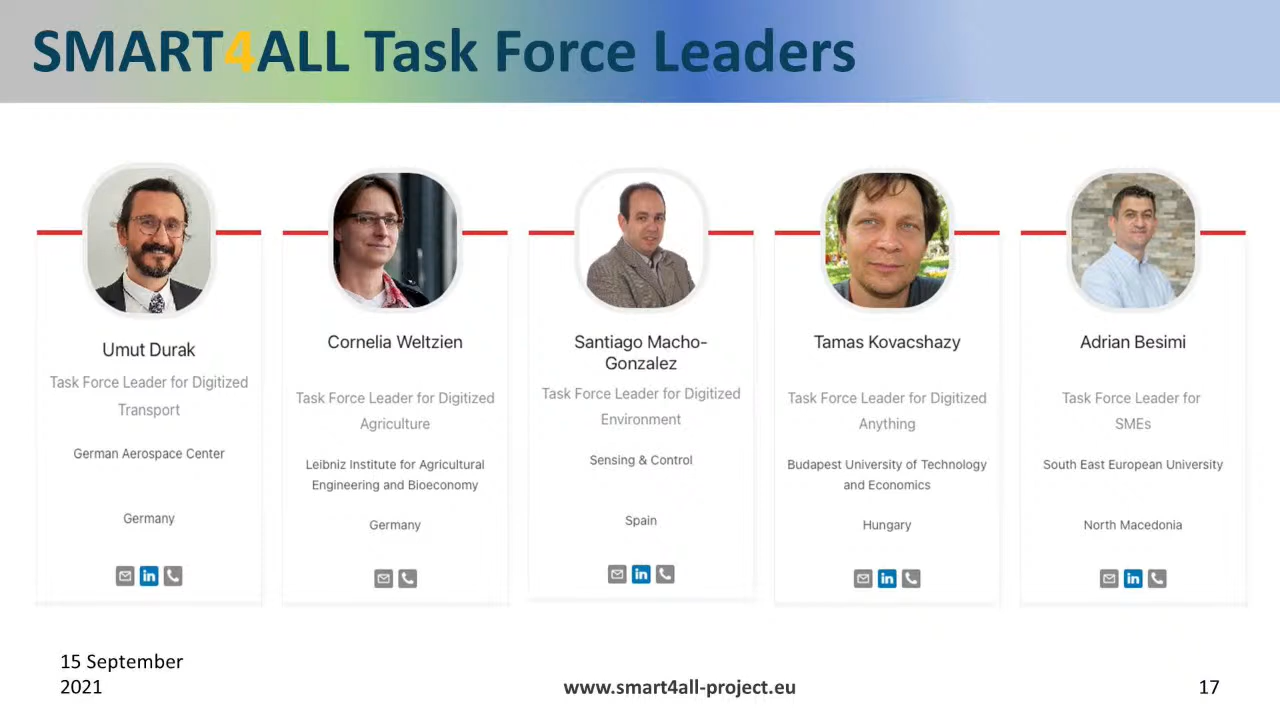 SMART4ALL Task Force Leaders
Umut Durak
Task Force Leader for Digitized
Transport
German Aerospace Center
Germany
Cornelia Weltzien
Task Force Leader for Digitized
Agriculture
Leibniz Institute for Agricultural
Engineering and Bioeconomy
Germany
Santiago Macho-
Gonzalez
Task Force Leader for Digitized
Environment
Sensing & Control
Spain
Tamas Kovacshazy
Task Force Leader for Digitized
Anything
Budapest University of Technology
and Economics
Hungary
Adrian Besimi
Task Force Leader for
SMEs
South East European University
North Macedonia
in
in
in
in
15 September
2021
www.smart4all-project.eu
17